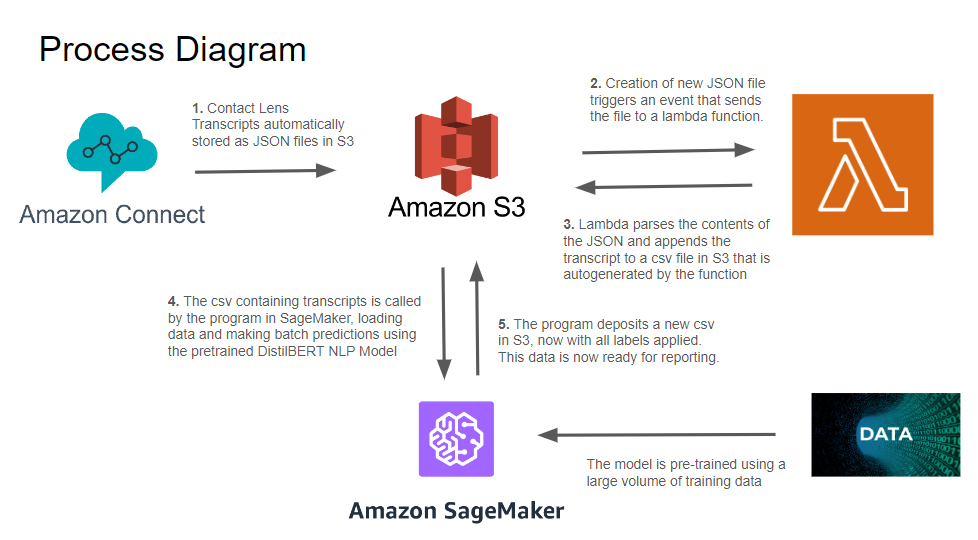 Process Diagram
1. Contact Lens
Transcripts automatically
stored as JSON files in S3
2. Creation of new JSON file
triggers an event that sends
the file to a lambda function.
Amazon Connect
Amazon S3
3. Lambda parses the contents of
the JSON and appends the
transcript to a csv file in S3 that is
autogenerated by the function
4. The csv containing transcripts is called
by the program in SageMaker, loading
data and making batch predictions using
the pretrained DistilBERT NLP Model
5. The program deposits a new csv
in S3, now with all labels applied.
This data is now ready for reporting.
DATA
The model is pre-trained using a
large volume of training data
Amazon SageMaker